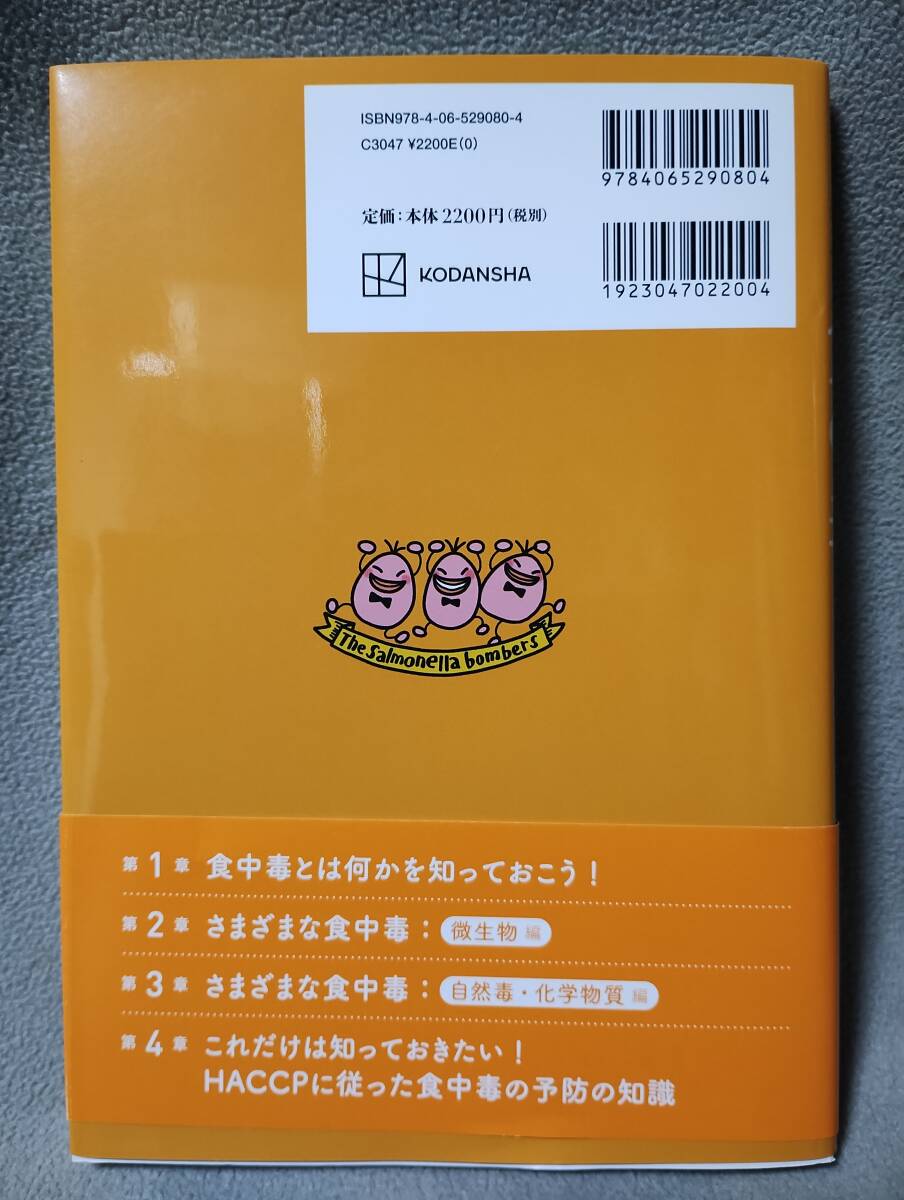 ISBN978-4-06-529080-4
C3047 ¥2200E(0)
9784065290804
定価：本体2200円（税別）
KODANSHA
1923047022004
The Salmonella bombers
第1章 食中毒とは何かを知っておこう！
第2章 さまざまな食中毒： 微生物 編
第3章 さまざまな食中毒： 自然毒・化学物質 編
第4章 これだけは知っておきたい！
HACCPに従った食中毒の予防の知識